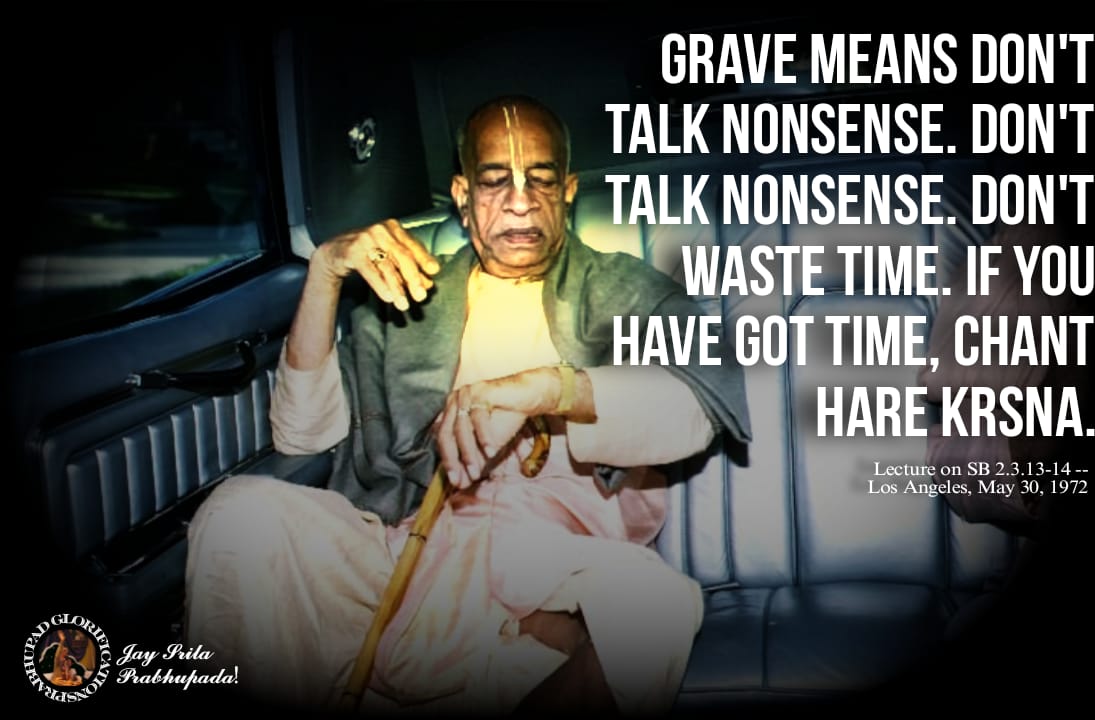 GRAVE MEANS DON'T
TALK NONSENSE. DON'T
TALK NONSENSE. DON'T
WASTE TIME. IF YOU
HAVE GOT TIME, CHANT
HARE KRSNA.
Lecture on SB 2.3.13-14 --
Los Angeles, May 30, 1972
PRABHUPAD GLORIFICATIONS
Jay Srila
Prabhupada!